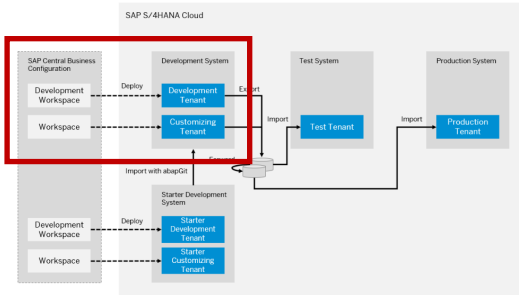 SAP S/4HANA Cloud
SAP Central Business
Configuration
Development System
Test System
Production System
Development
Workspace
Deploy
Development
Tenant
Export
Workspace
Customizing
Tenant
Import
Test Tenant
Import
Production
Tenant
Forward
Import with abapGit
Starter Development
System
Development
Workspace
Deploy
Starter
Development
Tenant
Workspace
Starter
Customizing
Tenant